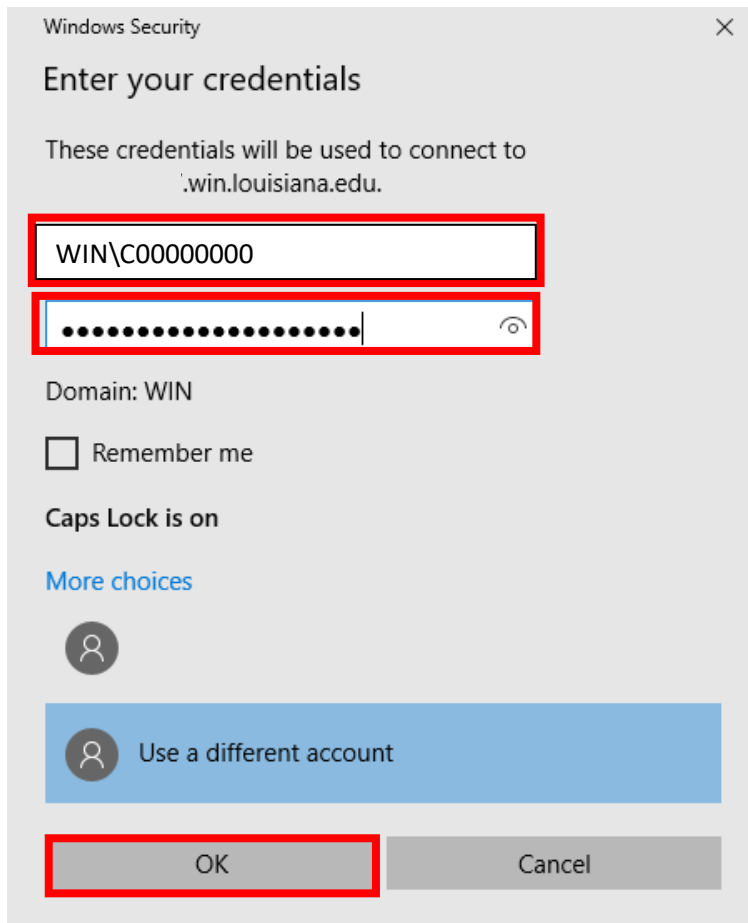 Windows Security
Enter your credentials
These credentials will be used to connect to
.win.louisiana.edu.
WIN\C00000000
••••••••••••••••••••
Domain: WIN
Remember me
Caps Lock is on
More choices
Use a different account
OK Cancel